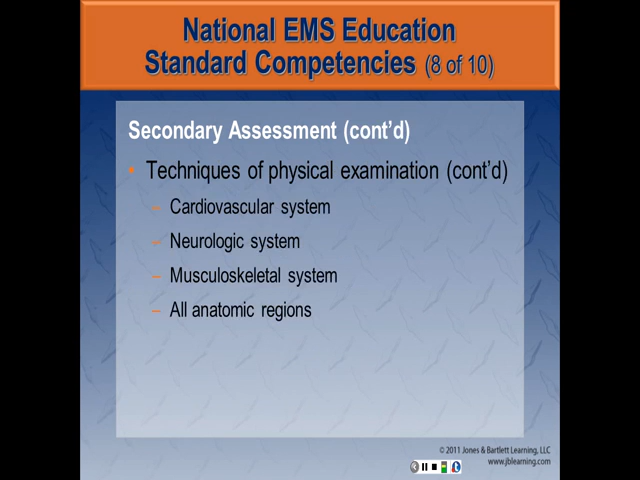 National EMS Education
Standard Competencies (8 of 10)
Secondary Assessment (cont’d)
• Techniques of physical examination (cont’d)
– Cardiovascular system
– Neurologic system
– Musculoskeletal system
– All anatomic regions
© 2011 Jones & Bartlett Learning, LLC
www.jblearning.com